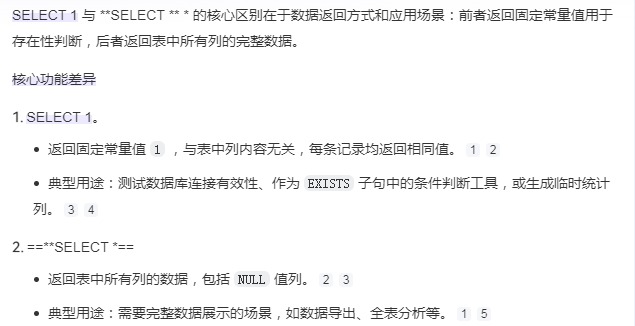 SELECT 1 与 **SELECT ** * 的核心区别在于数据返回方式和应用场景：前者返回固定常量值用于
存在性判断，后者返回表中所有列的完整数据。
核心功能差异
1. SELECT 1。
• 返回固定常量值 1 ，与表中列内容无关，每条记录均返回相同值。 1 2
• 典型用途：测试数据库连接有效性、作为 EXISTS 子句中的条件判断工具，或生成临时统计
列。 3 4
2. ==**SELECT *==
• 返回表中所有列的数据，包括 NULL 值列。 2 3
• 典型用途：需要完整数据展示的场景，如数据导出、全表分析等。 1 5